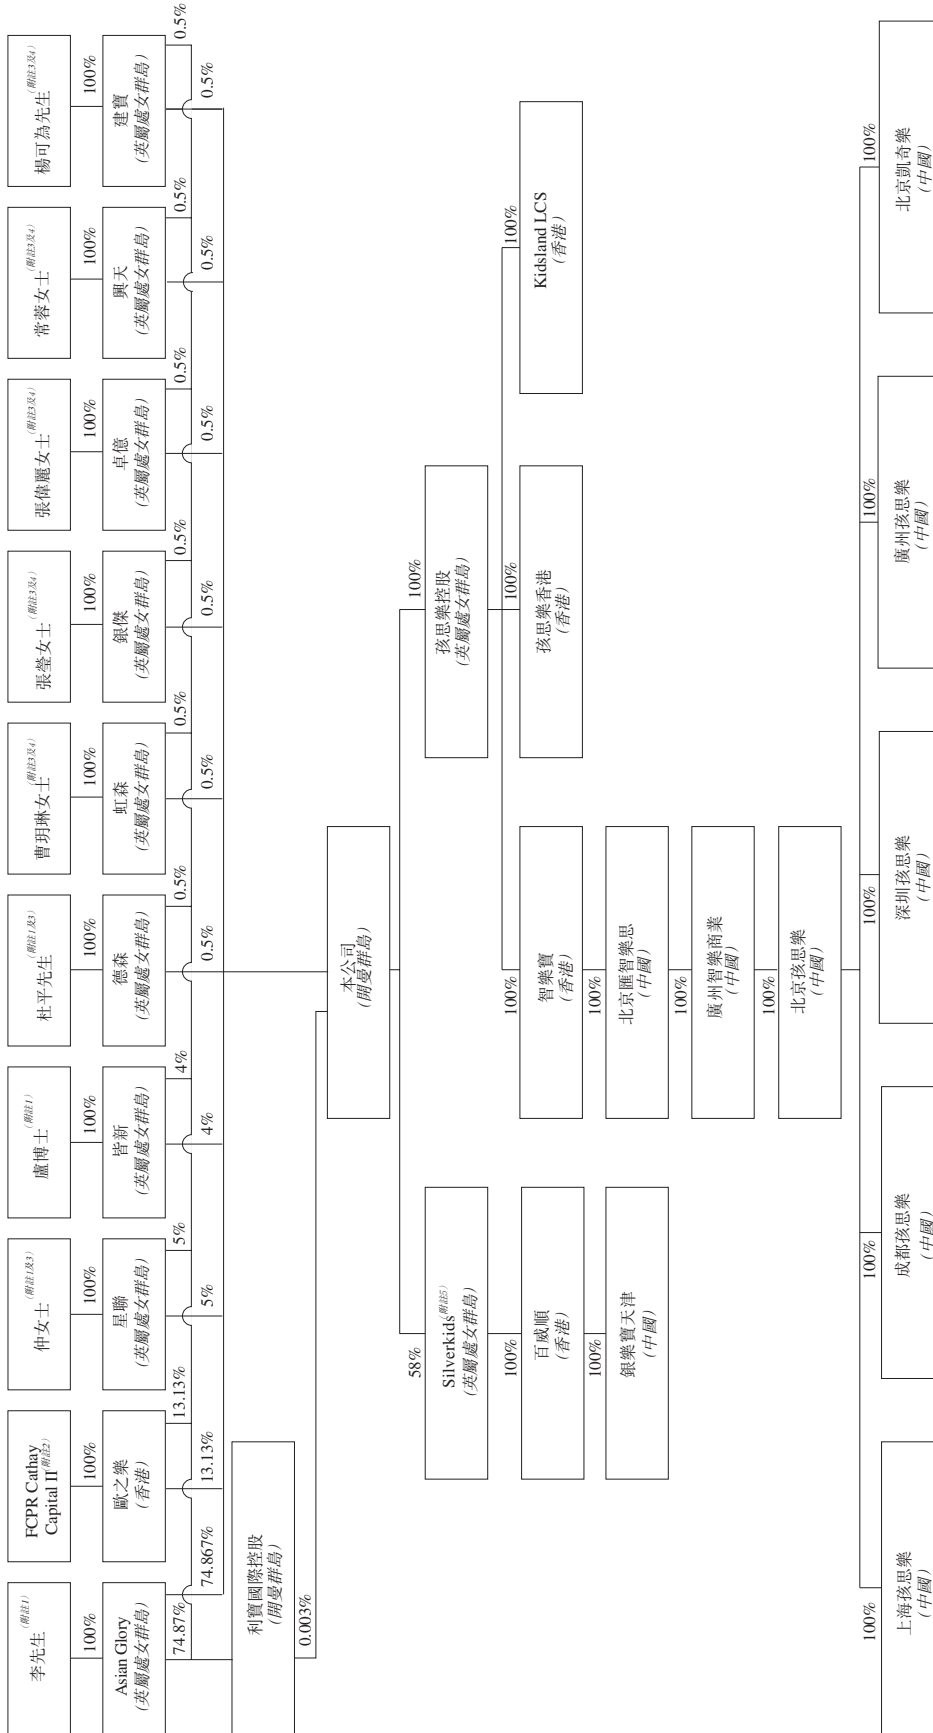 李先生(附註1)
100%
Asian Glory
(英屬處女群島)
FCPR Cathay
Capital II(附註2)
100%
歐之樂
(香港)
仲女士(附註1及3)
100%
星聯
(英屬處女群島)
盧博士(附註1)
100%
皆新
(英屬處女群島)
杜平先生(附註1及3)
100%
德森
(英屬處女群島)
曹玥琳女士(附註3及4)
100%
虹森
(英屬處女群島)
張瑩女士(附註3及4)
100%
銀傑
(英屬處女群島)
張偉麗女士(附註3及4)
100%
卓億
(英屬處女群島)
常蓉女士(附註3及4)
100%
興天
(英屬處女群島)
楊可為先生(附註3及4)
100%
建寶
(英屬處女群島)
74.87%
13.13%
5%
4%
0.5%
0.5%
0.5%
0.5%
0.5%
0.5%
74.867%
13.13%
5%
4%
0.5%
0.5%
0.5%
0.5%
0.5%
0.5%
利寶國際控股
(開曼群島)
0.003%
本公司
(開曼群島)
58%
100%
Silverkids(附註5)
(英屬處女群島)
孩思樂控股
(英屬處女群島)
100%
100%
100%
100%
百威順
(香港)
智樂寶
(香港)
孩思樂香港
(香港)
Kidsland LCS
(香港)
100%
100%
銀樂寶天津
(中國)
北京匯智樂思
(中國)
100%
廣州智樂商業
(中國)
100%
北京孩思樂
(中國)
100%
100%
100%
100%
100%
上海孩思樂
(中國)
成都孩思樂
(中國)
深圳孩思樂
(中國)
廣州孩思樂
(中國)
北京凱奇樂
(中國)